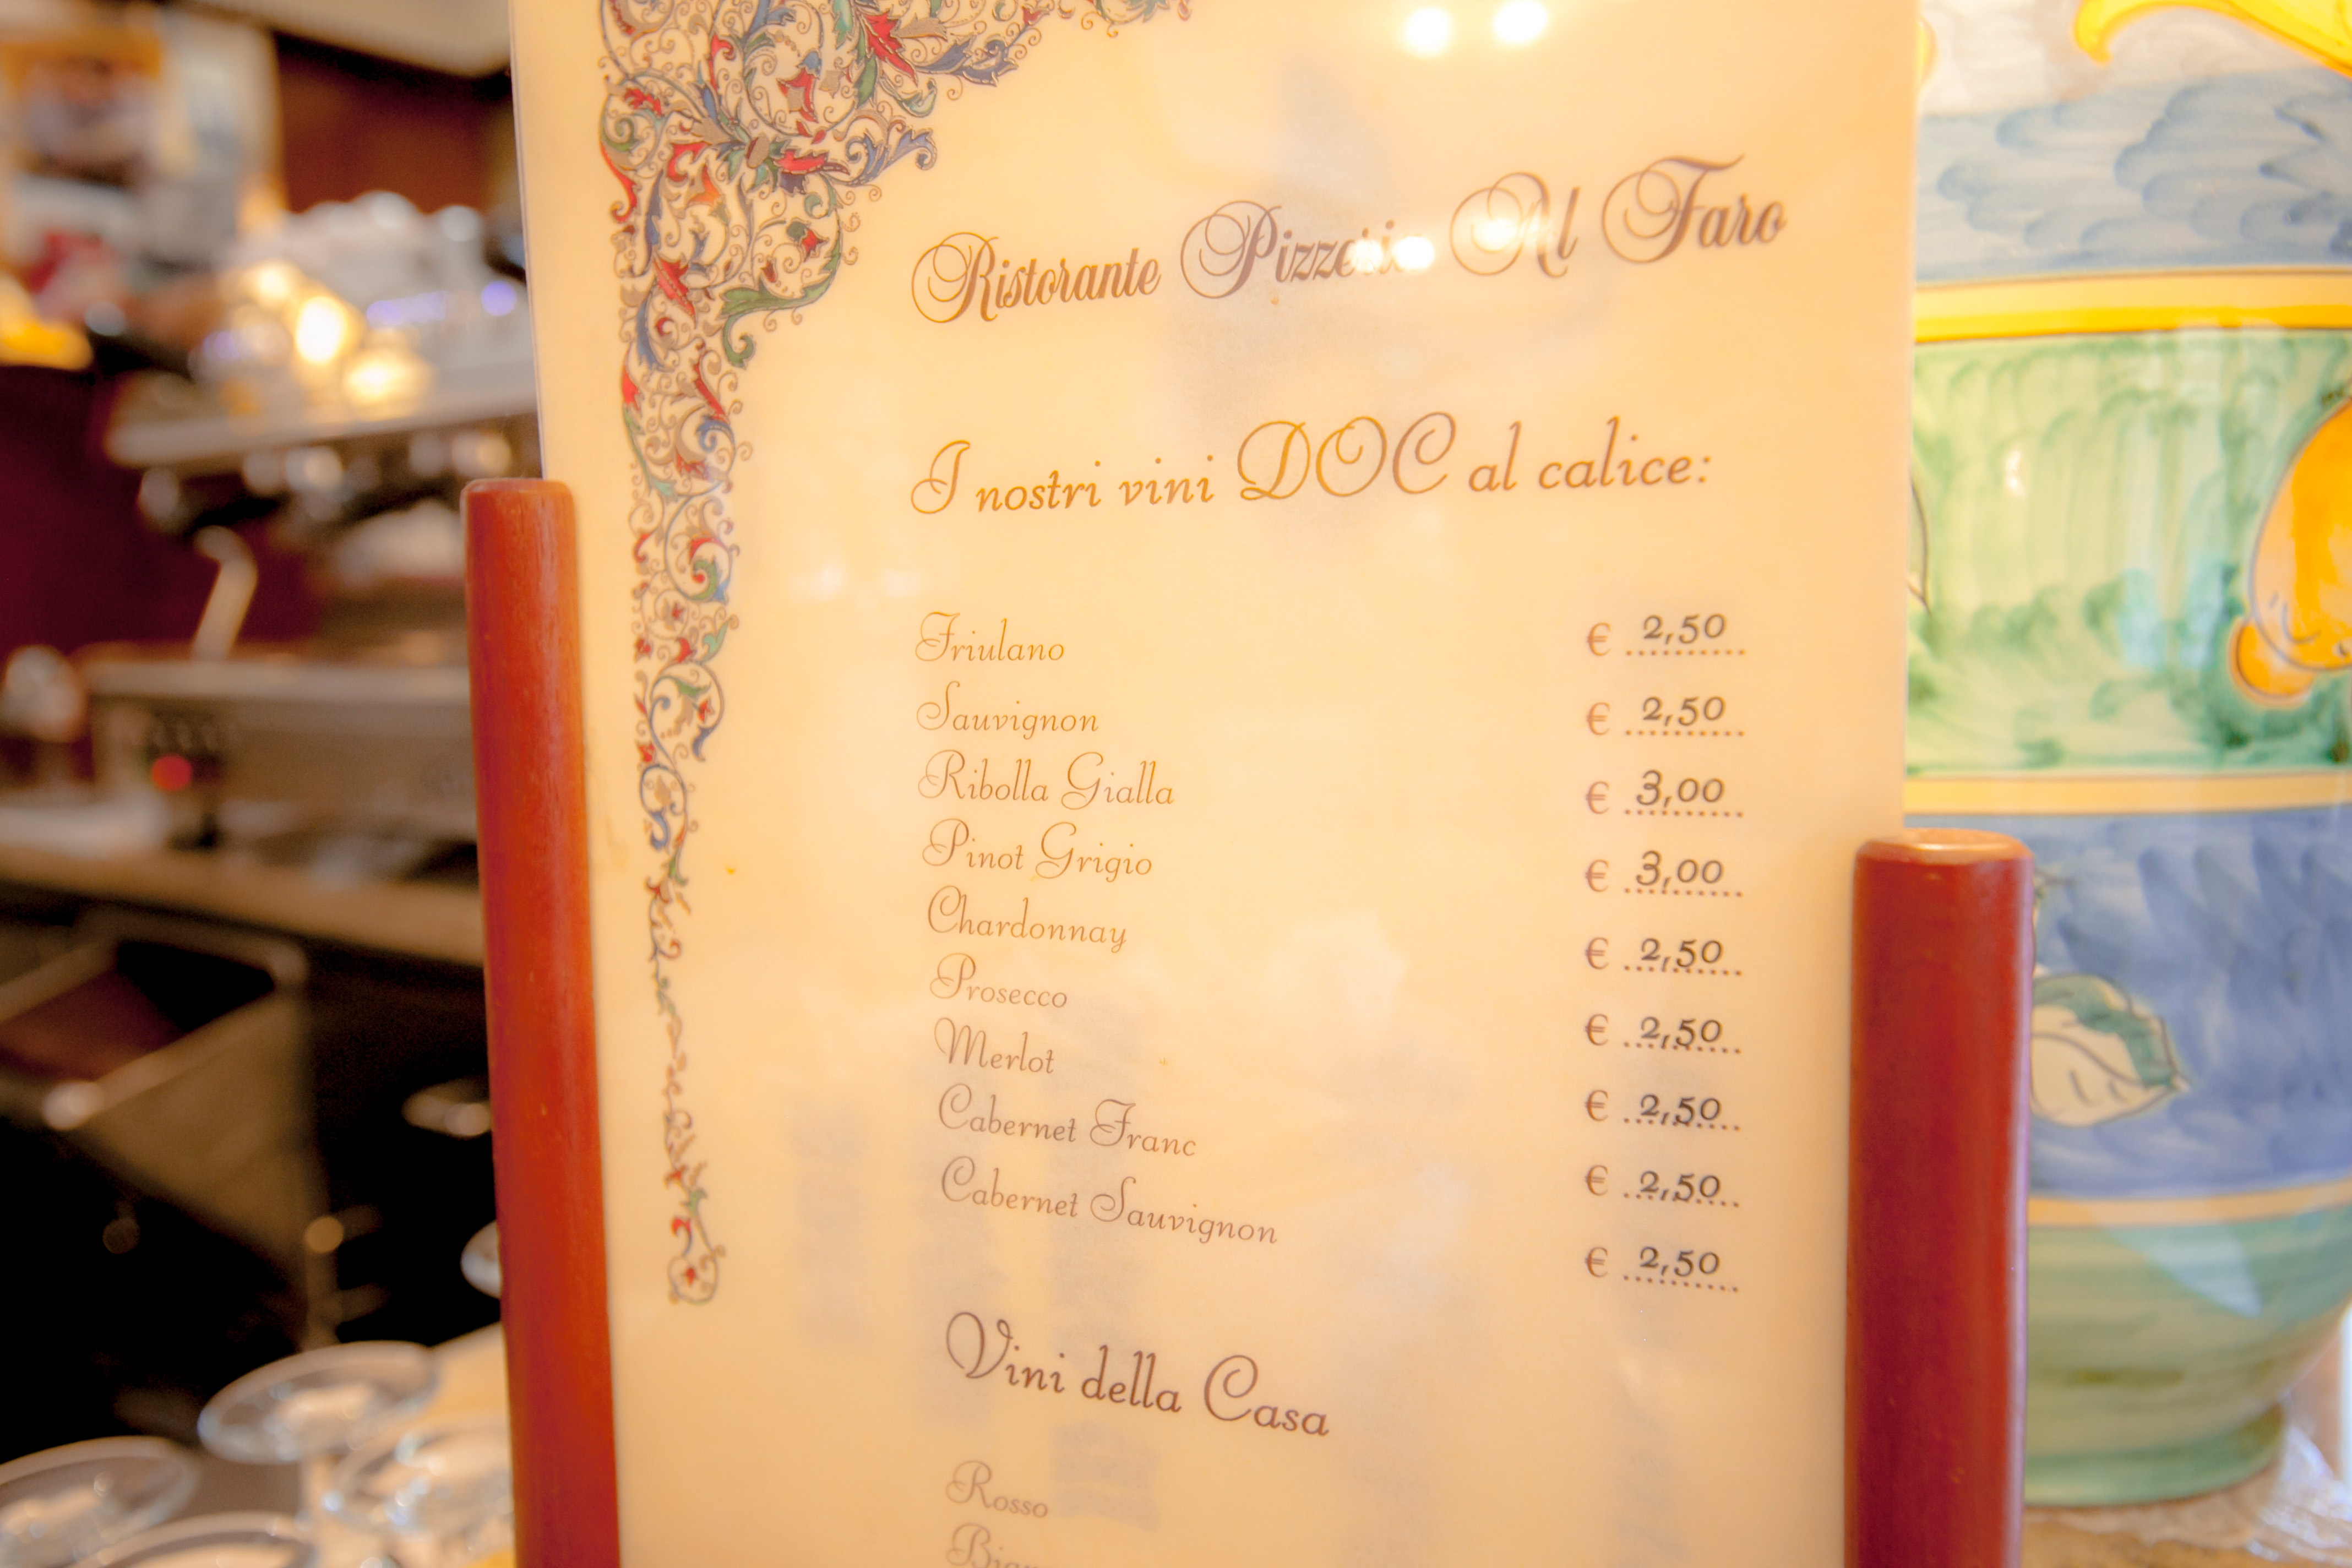 Ristorante Pizzeria Al Faro
I nostri vini DOC al calice:
Friulano € 2,50
Sauvignon € 2,50
Ribolla Gialla € 3,00
Pinot Grigio € 3,00
Chardonnay € 2,50
Prosecco € 2,50
Merlot € 2,50
Cabernet Franc € 2,50
Cabernet Sauvignon € 2,50
Vini della Casa
Rosso